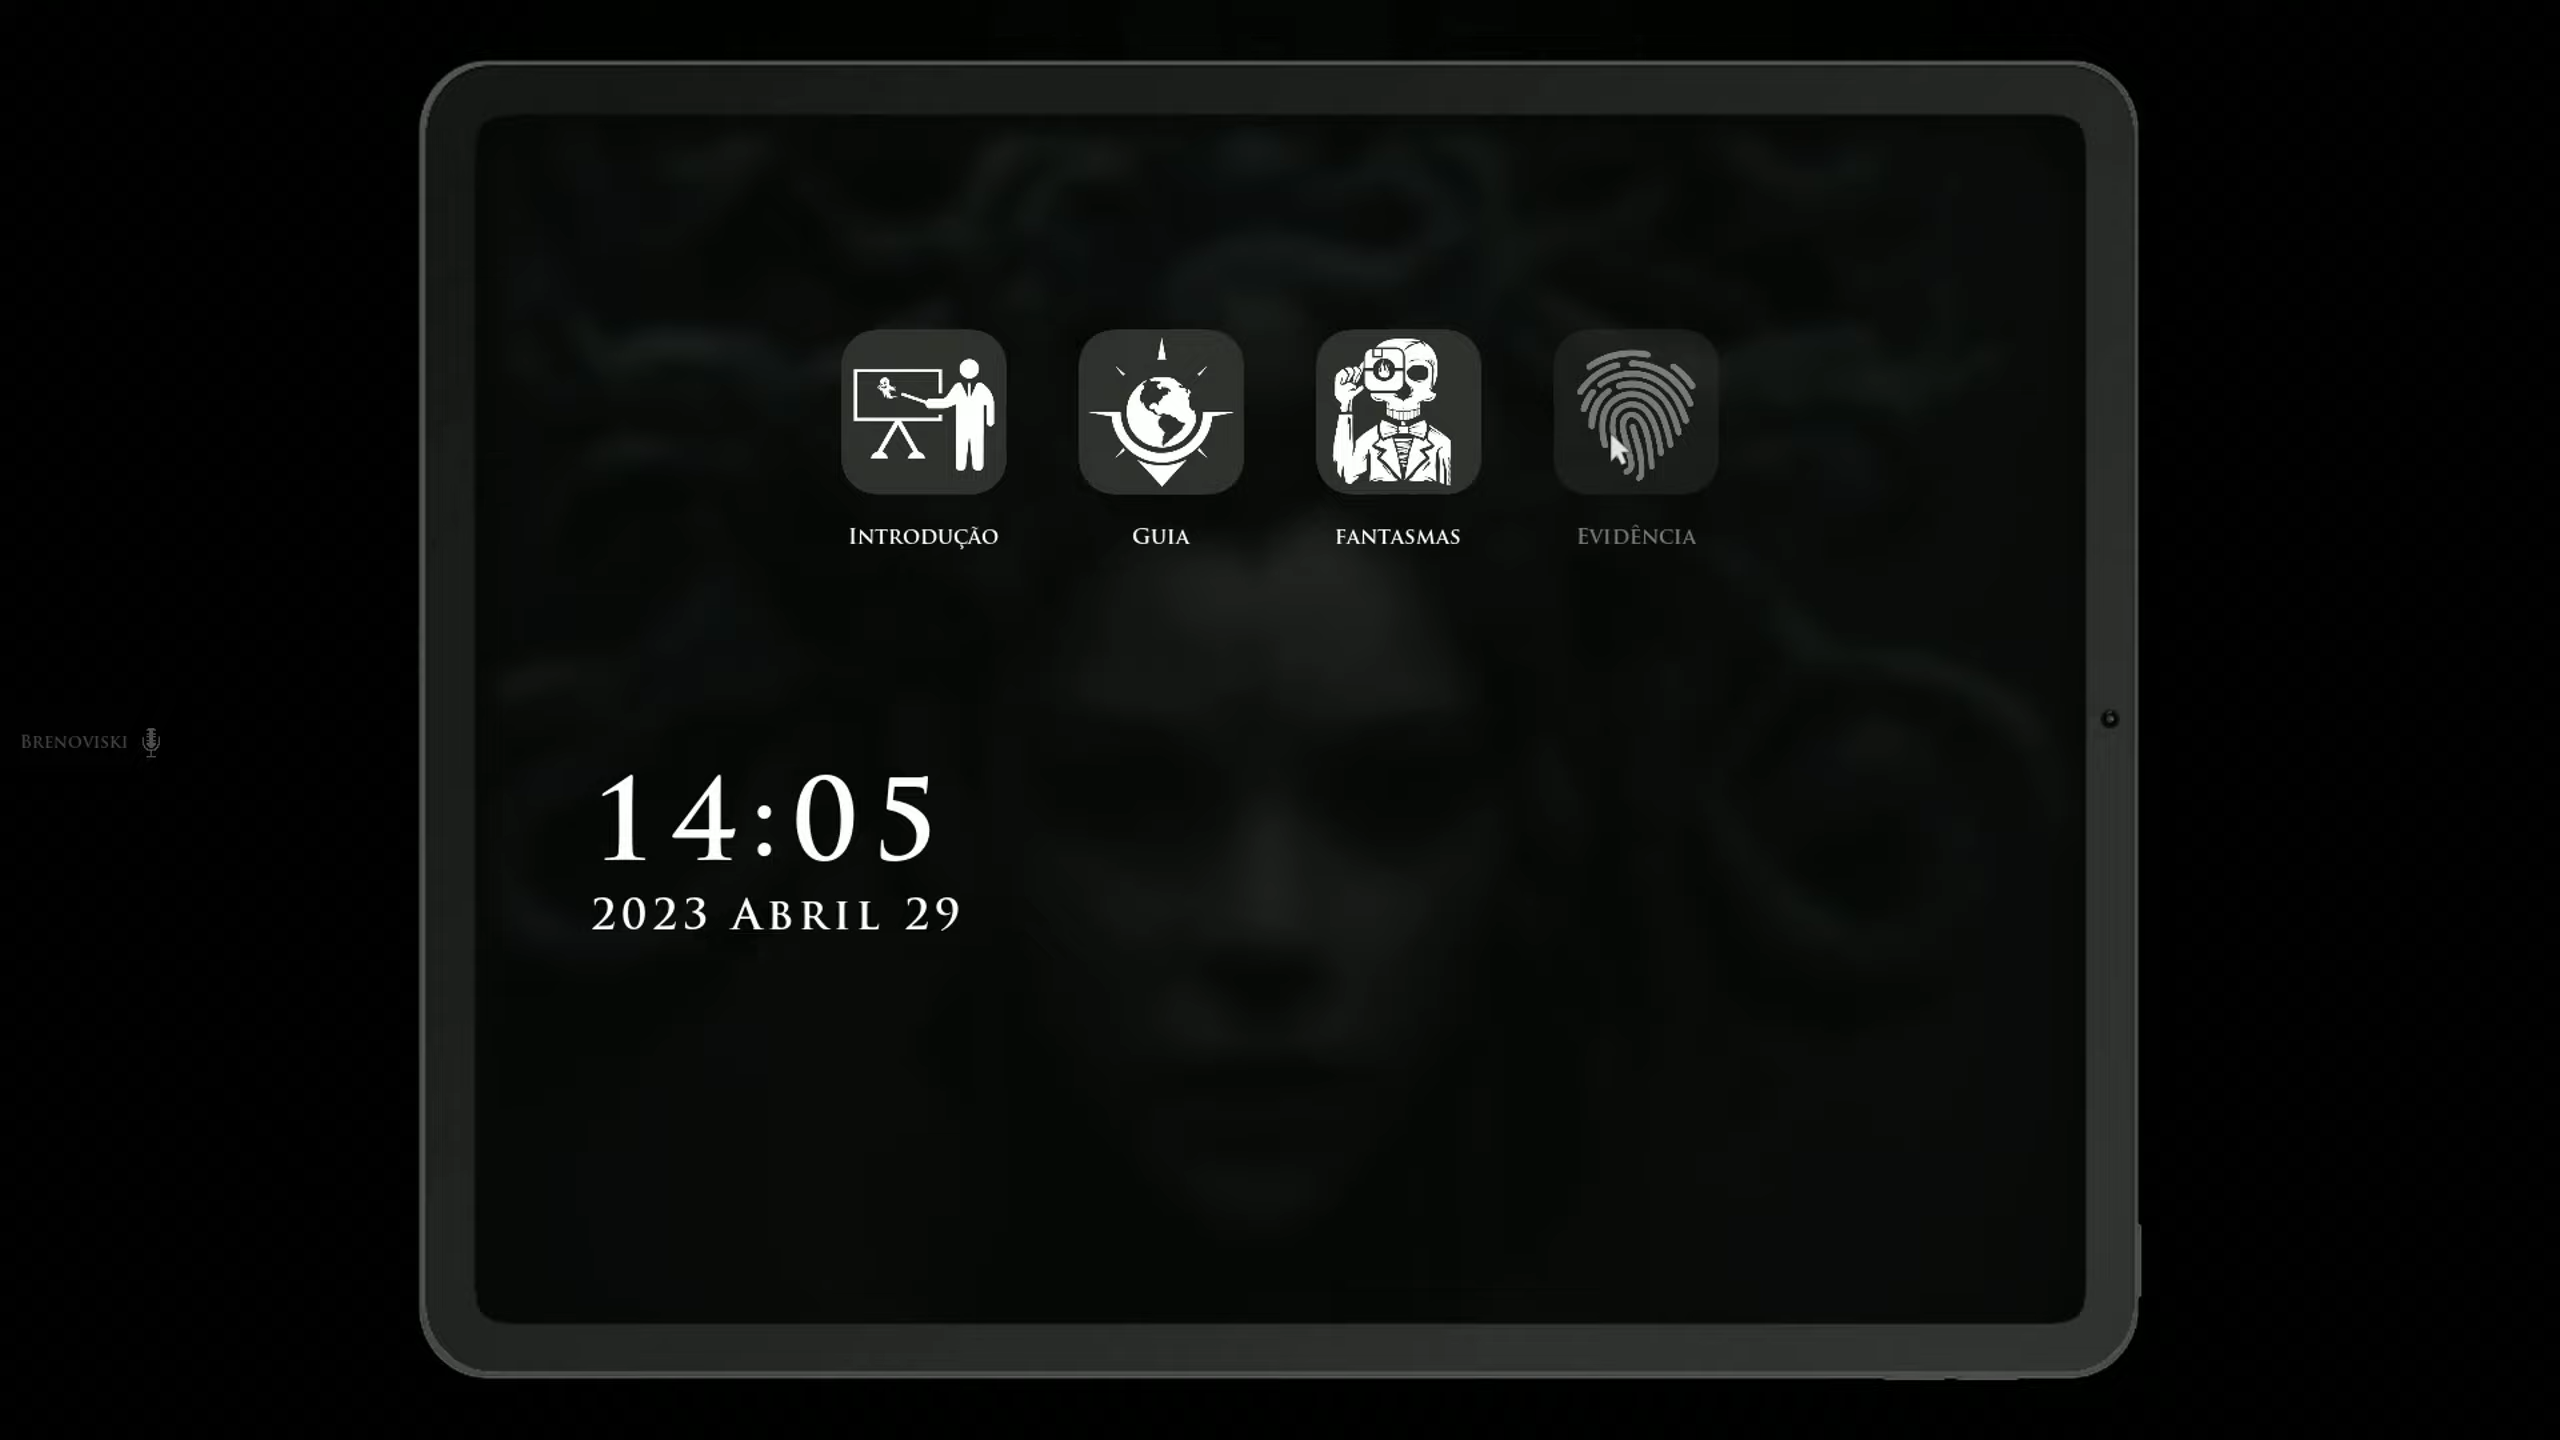 Introdução
Guia
fantasmas
Evidência
Brenoviski
14:05
2023 Abril 29